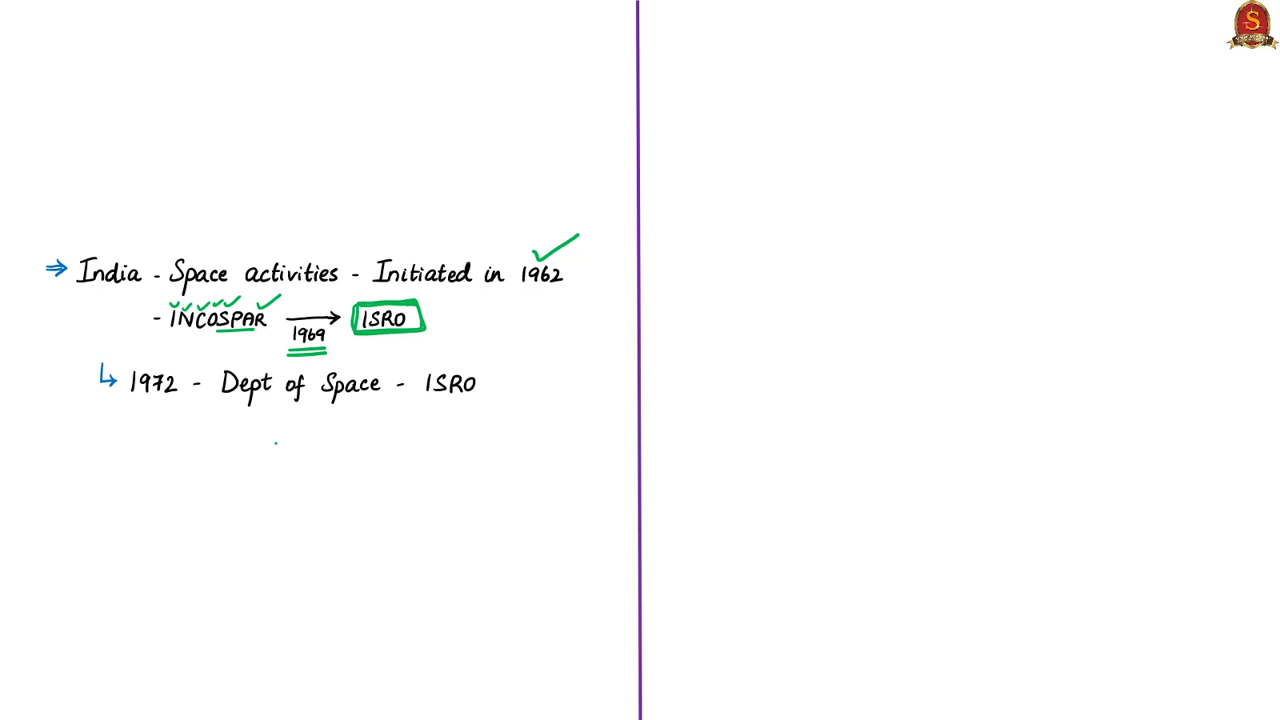 ⇒ India - Space activities - Initiated in 1962
- INCOSPAR → ISRO
1969
↳ 1972 - Dept of Space - ISRO
S